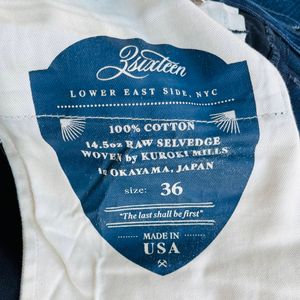 3sixteen
LOWER EAST SIDE, NYC
100% COTTON
14.5oz RAW SELVEDGE
WOVEN by KUROKI MILLS
in OKAYAMA, JAPAN
size: 36
"The last shall be first"
MADE IN
USA